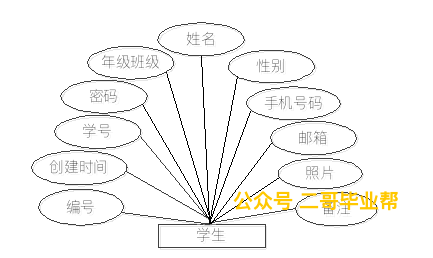 姓名
年级班级
性别
密码
手机号码
学号
邮箱
创建时间
照片
公众号 二哥毕业帮
编号
备注
学生